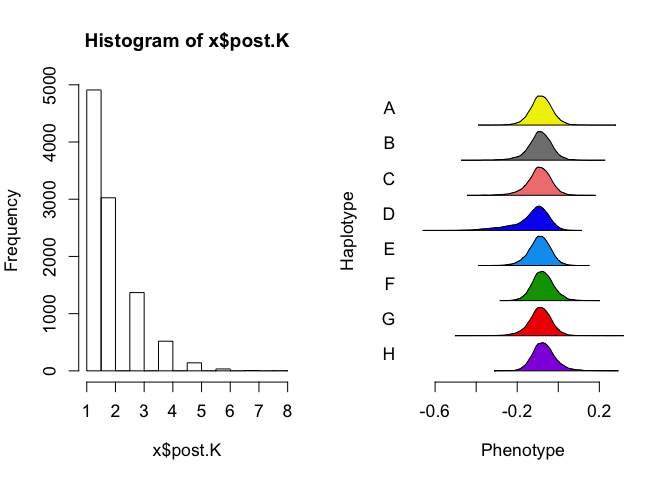 Histogram of x$post.K
Frequency
0
1000
2000
3000
4000
5000
1 2 3 4 5 6 7 8
x$post.K
Haplotype
A
B
C
D
E
F
G
H
-0.6 -0.2 0.2
Phenotype